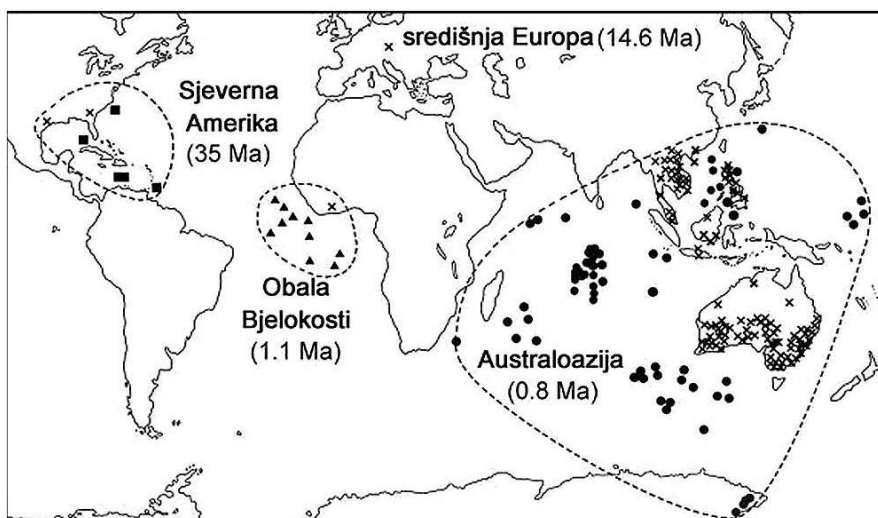 središnja Europa (14.6 Ma)
Sjeverna
Amerika
(35 Ma)
Obala
Bjelokosti
(1.1 Ma)
Australoazija
(0.8 Ma)